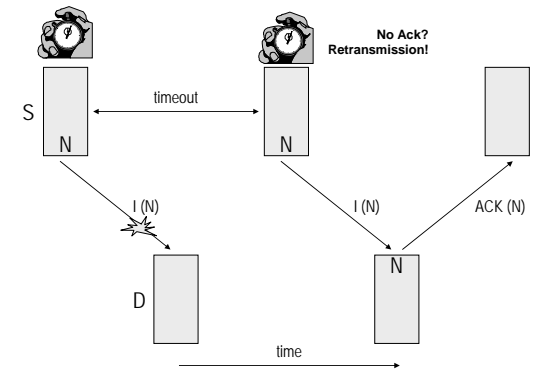 No Ack?
Retransmission!
timeout
S
N
N
I (N)
I (N)
ACK (N)
N
D
time